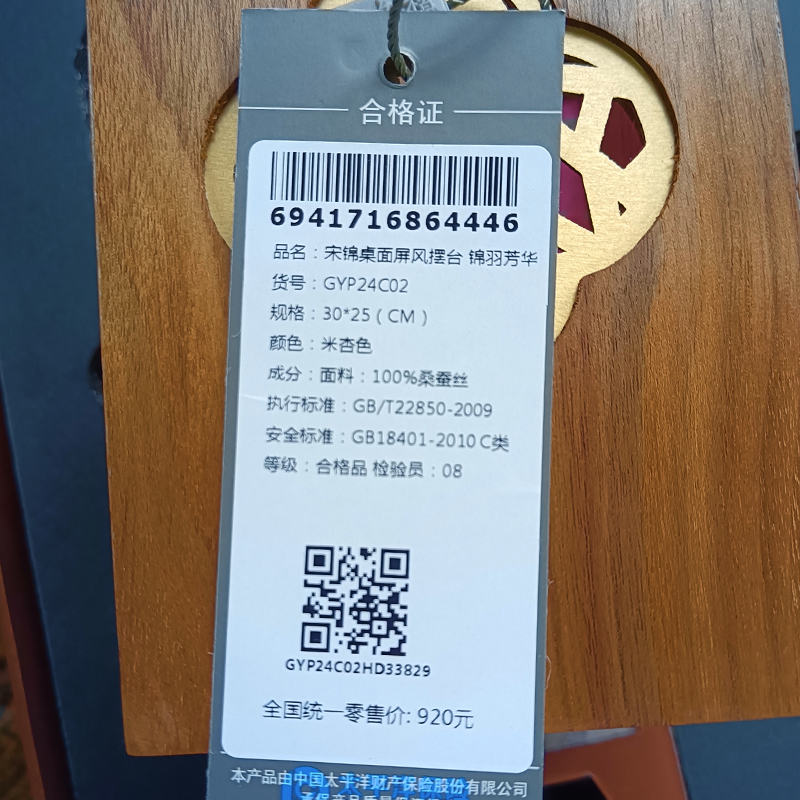 合格证
6941716864446
品名：宋锦桌面屏风摆台 锦羽芳华
货号：GYP24C02
规格：30*25（CM）
颜色：米杏色
成分：面料：100%桑蚕丝
执行标准：GB/T22850-2009
安全标准：GB18401-2010 C类
等级：合格品 检验员：08
GYP24C02HD33829
全国统一零售价: 920元
本产品由中国太平洋财产保险股份有限公司